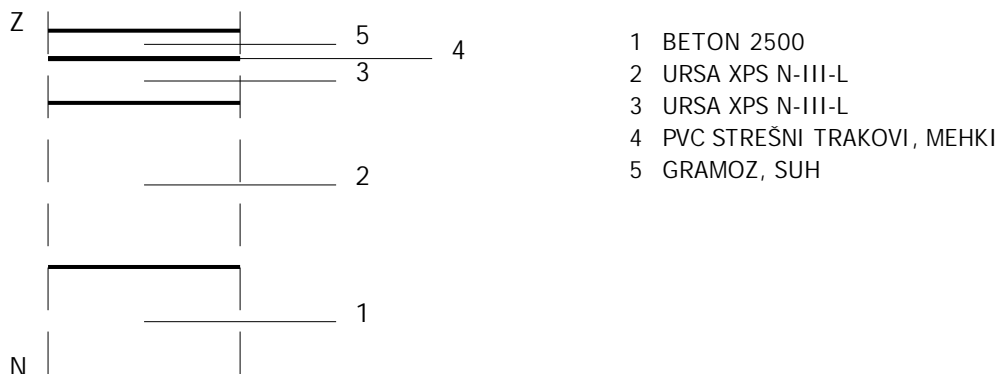 Z
5
4
3
2
1
N
1 BETON 2500
2 URSA XPS N-III-L
3 URSA XPS N-III-L
4 PVC STREŠNI TRAKOVI, MEHKI
5 GRAMOZ, SUH